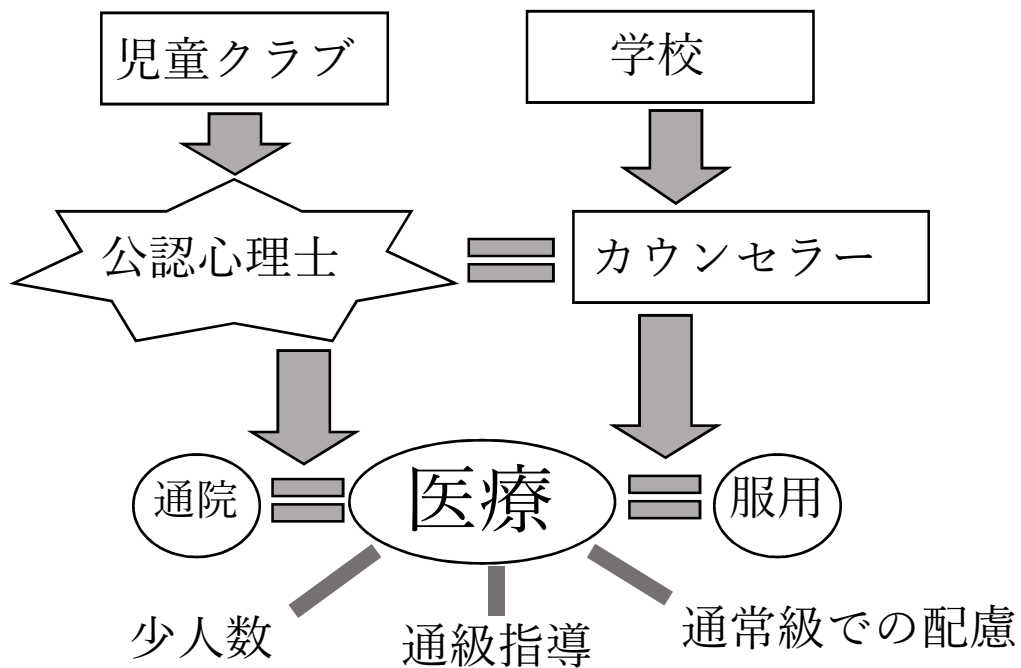 児童クラブ
学校
公認心理士
カウンセラー
通院
医療
服用
少人数
通級指導
通常級での配慮